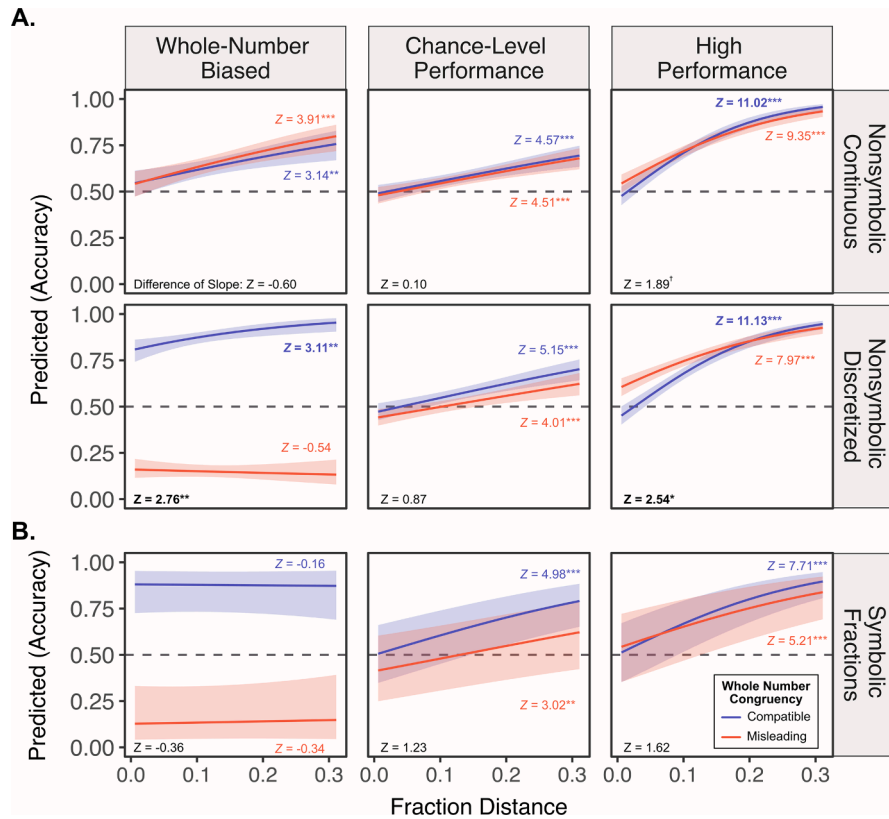 A.
Whole-Number
Biased
Chance-Level
Performance
High
Performance
Predicted (Accuracy)
1.00
0.75
0.50
0.25
0.00
Z = 3.91***
Z = 3.14**
Difference of Slope: Z = -0.60
Z = 4.57***
Z = 4.51***
Z = 0.10
Z = 11.02***
Z = 9.35***
Z = 1.89†
Nonsymbolic
Continuous
1.00
0.75
0.50
0.25
0.00
Z = 3.11**
Z = -0.54
Z = 2.76**
Z = 5.15***
Z = 4.01***
Z = 0.87
Z = 11.13***
Z = 7.97***
Z = 2.54*
Nonsymbolic
Discretized
B.
Predicted (Accuracy)
1.00
0.75
0.50
0.25
0.00
Z = -0.16
Z = -0.36
Z = -0.34
Z = 4.98***
Z = 3.02**
Z = 1.23
Z = 7.71***
Z = 5.21***
Whole Number
Congruency
Compatible
Misleading
Z = 1.62
Symbolic
Fractions
0.0 0.1 0.2 0.3
0.0 0.1 0.2 0.3
0.0 0.1 0.2 0.3
Fraction Distance